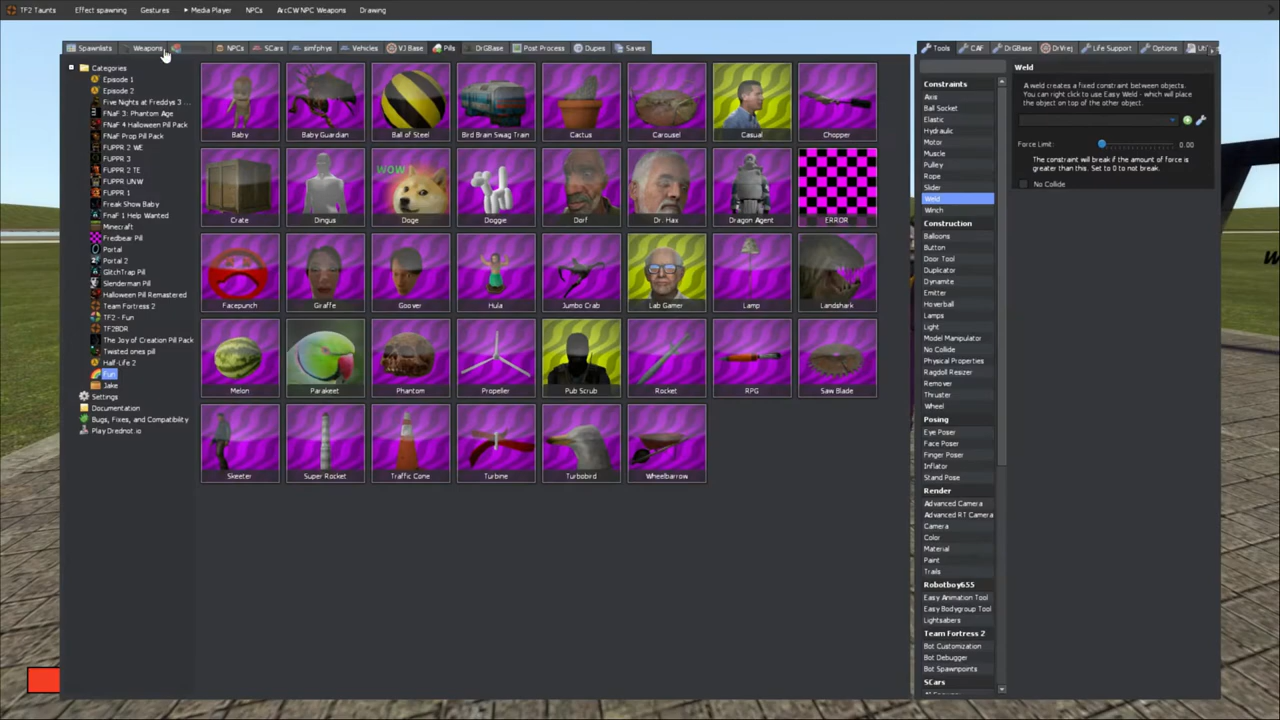 TF2 Taunts Effect spawning Gestures Media Player NPCs ArcCW NPC Weapons Drawing
Spawnlists Weapons NPCs SCars simfphys Vehicles VJ Base Pills DrGBase Post Process Dupes Saves
Categories
Episode 1
Episode 2
Five Nights at Freddys 3 ...
FNaF 3: Phantom Age
FNaF 4 Halloween Pill Pack
FNaF Prop Pill Pack
FUPPR 2 WE
FUPPR 3
FUPPR 2 TE
FUPPR UNW
FUPPR 1
Freak Show Baby
FnaF 1 Help Wanted
Minecraft
Fredbear Pill
Portal
Portal 2
GlitchTrap Pill
Slenderman Pill
Halloween Pill Remastered
Team Fortress 2
TF2 - Fun
TF2BDR
The Joy of Creation Pill Pack
Twisted ones pill
Half-Life 2
Fun
Jake
Settings
Documentation
Bugs, Fixes, and Compatibility
Play Drednot.io
Baby Baby Guardian Ball of Steel Bird Brain Swag Train Cactus Carousel Casual Chopper
WOW!
Crate Dingus Doge Doggie Dorf Dr. Hax Dragon Agent ERROR
Facepunch Giraffe Goover Hula Jumbo Crab Lab Gamer Lamp Landshark
Melon Parakeet Phantom Propeller Pub Scrub Rocket RPG Saw Blade
Skeeter Super Rocket Traffic Cone Turbine Turbobird Wheelbarrow
Tools CAF DrGBase DrVrej Life Support Options
Constraints
Axis
Ball Socket
Elastic
Hydraulic
Motor
Muscle
Pulley
Rope
Slider
Weld
Winch
Construction
Balloons
Button
Door Tool
Duplicator
Dynamite
Emitter
Hoverball
Lamps
Light
Model Manipulator
No Collide
Physical Properties
Ragdoll Resizer
Remover
Thruster
Wheel
Posing
Eye Poser
Face Poser
Finger Poser
Inflator
Stand Pose
Render
Advanced Camera
Advanced RT Camera
Camera
Color
Material
Paint
Trails
Robotboy655
Easy Animation Tool
Easy Bodygroup Tool
Lightsabers
Team Fortress 2
Bot Customization
Bot Debugger
Bot Spawnpoints
SCars
Weld
A weld creates a fixed constraint between objects.
You can right click to use Easy Weld - which will place
the object on top of the other object.
Force Limit: 0.00
The constraint will break if the amount of force is
greater than this. Set to 0 to not break.
No Collide